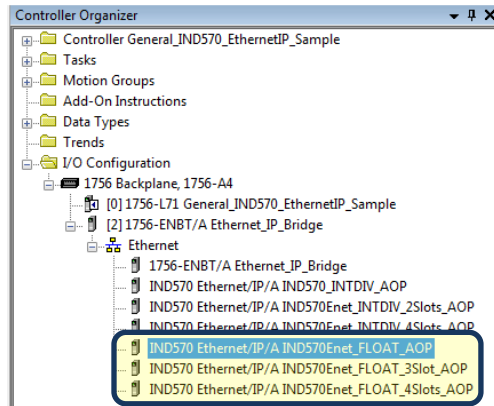 Controller Organizer
Controller General_IND570_EthernetIP_Sample
Tasks
Motion Groups
Add-On Instructions
Data Types
Trends
I/O Configuration
1756 Backplane, 1756-A4
[0] 1756-L71 General_IND570_EthernetIP_Sample
[2] 1756-ENBT/A Ethernet_IP_Bridge
Ethernet
1756-ENBT/A Ethernet_IP_Bridge
IND570 Ethernet/IP/A IND570_INTDIV_AOP
IND570 Ethernet/IP/A IND570Enet_INTDIV_2Slots_AOP
IND570 Ethernet/IP/A IND570Enet_INTDIV_4Slots_AOP
IND570 Ethernet/IP/A IND570Enet_FLOAT_AOP
IND570 Ethernet/IP/A IND570Enet_FLOAT_3Slot_AOP
IND570 Ethernet/IP/A IND570Enet_FLOAT_4Slots_AOP